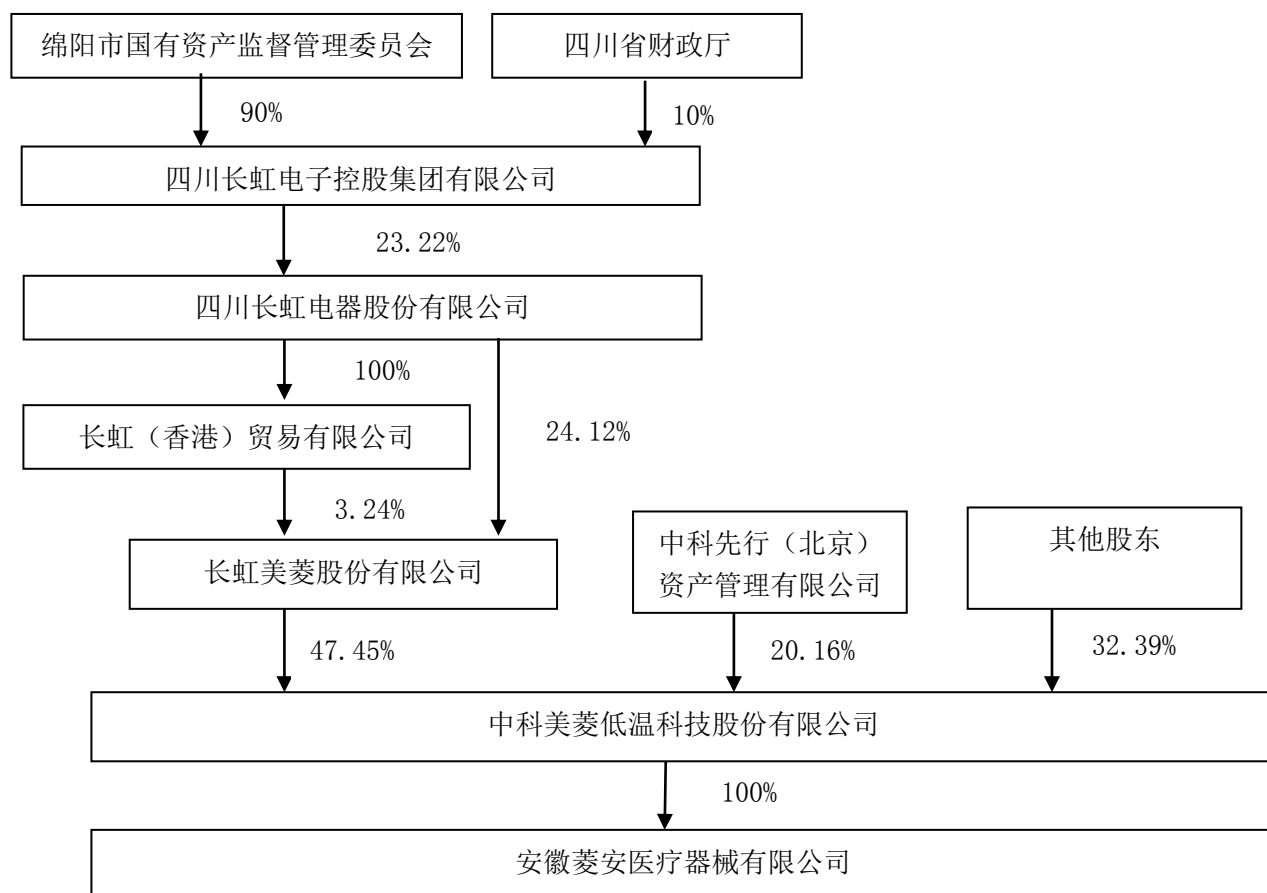 绵阳市国有资产监督管理委员会
四川省财政厅
90%
10%
四川长虹电子控股集团有限公司
23.22%
四川长虹电器股份有限公司
100%
24.12%
长虹（香港）贸易有限公司
3.24%
长虹美菱股份有限公司
中科先行（北京）
资产管理有限公司
其他股东
47.45%
20.16%
32.39%
中科美菱低温科技股份有限公司
100%
安徽菱安医疗器械有限公司